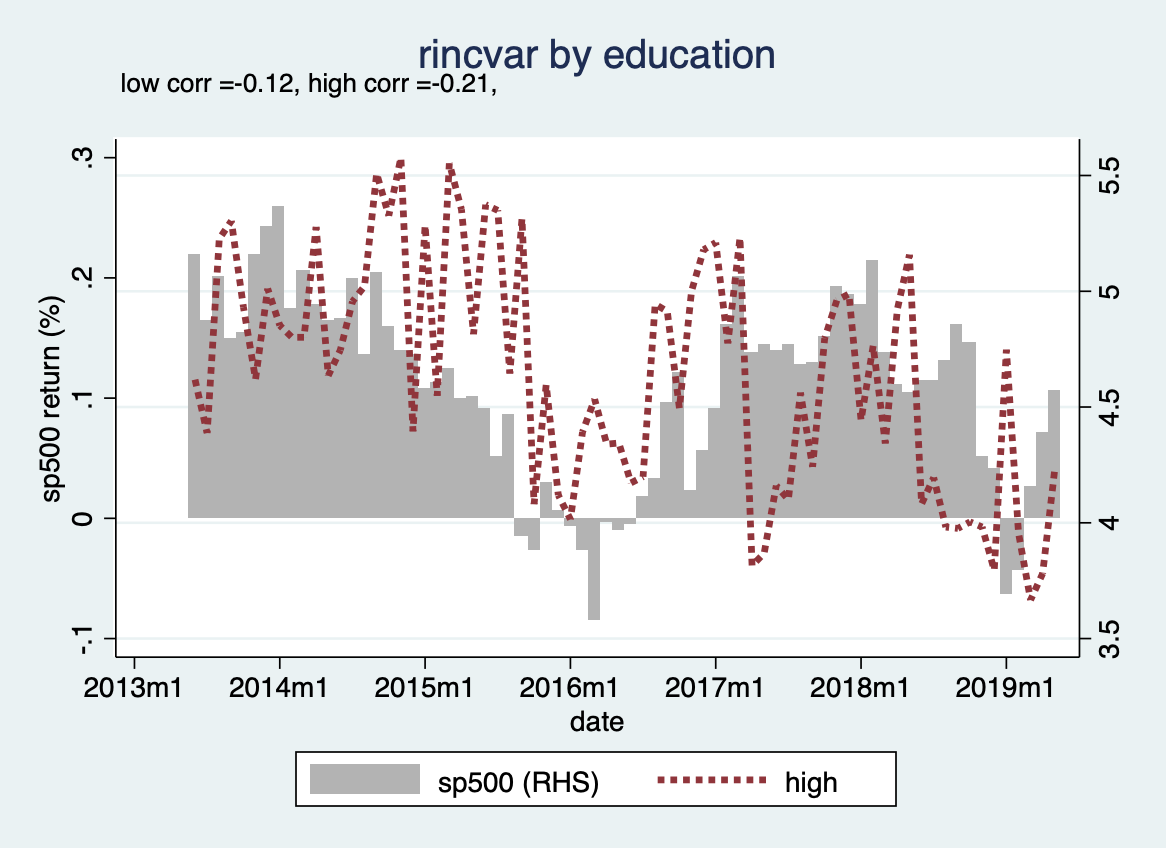 rincvar by education
low corr =-0.12, high corr =-0.21,
sp500 return (%)
.3
.2
.1
0
-.1
5.5
5
4.5
4
3.5
2013m1 2014m1 2015m1 2016m1 2017m1 2018m1 2019m1
date
sp500 (RHS) high